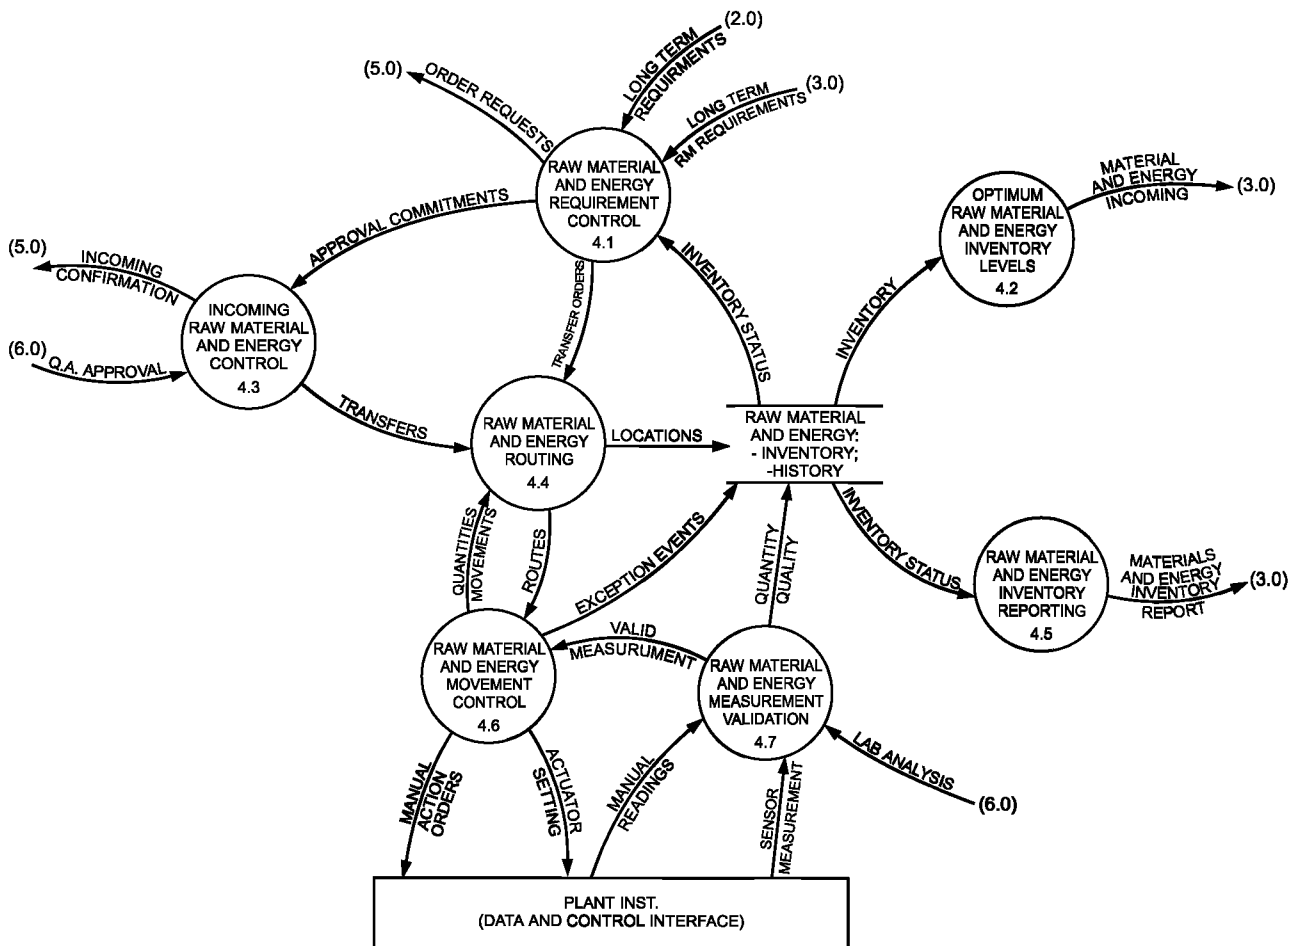 (2.0)
LONG TERM
REQUIRMENTS
(5.0)
ORDER REQUESTS
(3.0)
LONG TERM
RM REQUIREMENTS
RAW MATERIAL
AND ENERGY
REQUIREMENT
CONTROL
4.1
MATERIAL
AND ENERGY
INCOMING
(3.0)
OPTIMUM
RAW MATERIAL
AND ENERGY
INVENTORY
LEVELS
4.2
APPROVAL COMMITMENTS
(5.0)
INCOMING
CONFIRMATION
INCOMING
RAW MATERIAL
AND ENERGY
CONTROL
4.3
(6.0)
Q.A. APPROVAL
TRANSFER ORDERS
INVENTORY STATUS
INVENTORY
TRANSFERS
RAW MATERIAL
AND ENERGY
ROUTING
4.4
LOCATIONS
RAW MATERIAL
AND ENERGY:
- INVENTORY;
-HISTORY
QUANTITIES
MOVEMENTS
ROUTES
EXCEPTION EVENTS
QUANTITY
QUALITY
INVENTORY STATUS
RAW MATERIAL
AND ENERGY
INVENTORY
REPORTING
4.5
MATERIALS
AND ENERGY
INVENTORY
REPORT
(3.0)
VALID
MEASURUMENT
RAW MATERIAL
AND ENERGY
MOVEMENT
CONTROL
4.6
RAW MATERIAL
AND ENERGY
MEASUREMENT
VALIDATION
4.7
MANUAL
ACTION
ORDERS
ACTUATOR
SETTING
MANUAL
READINGS
SENSOR
MEASUREMENT
LAB ANALYSIS
(6.0)
PLANT INST.
(DATA AND CONTROL INTERFACE)